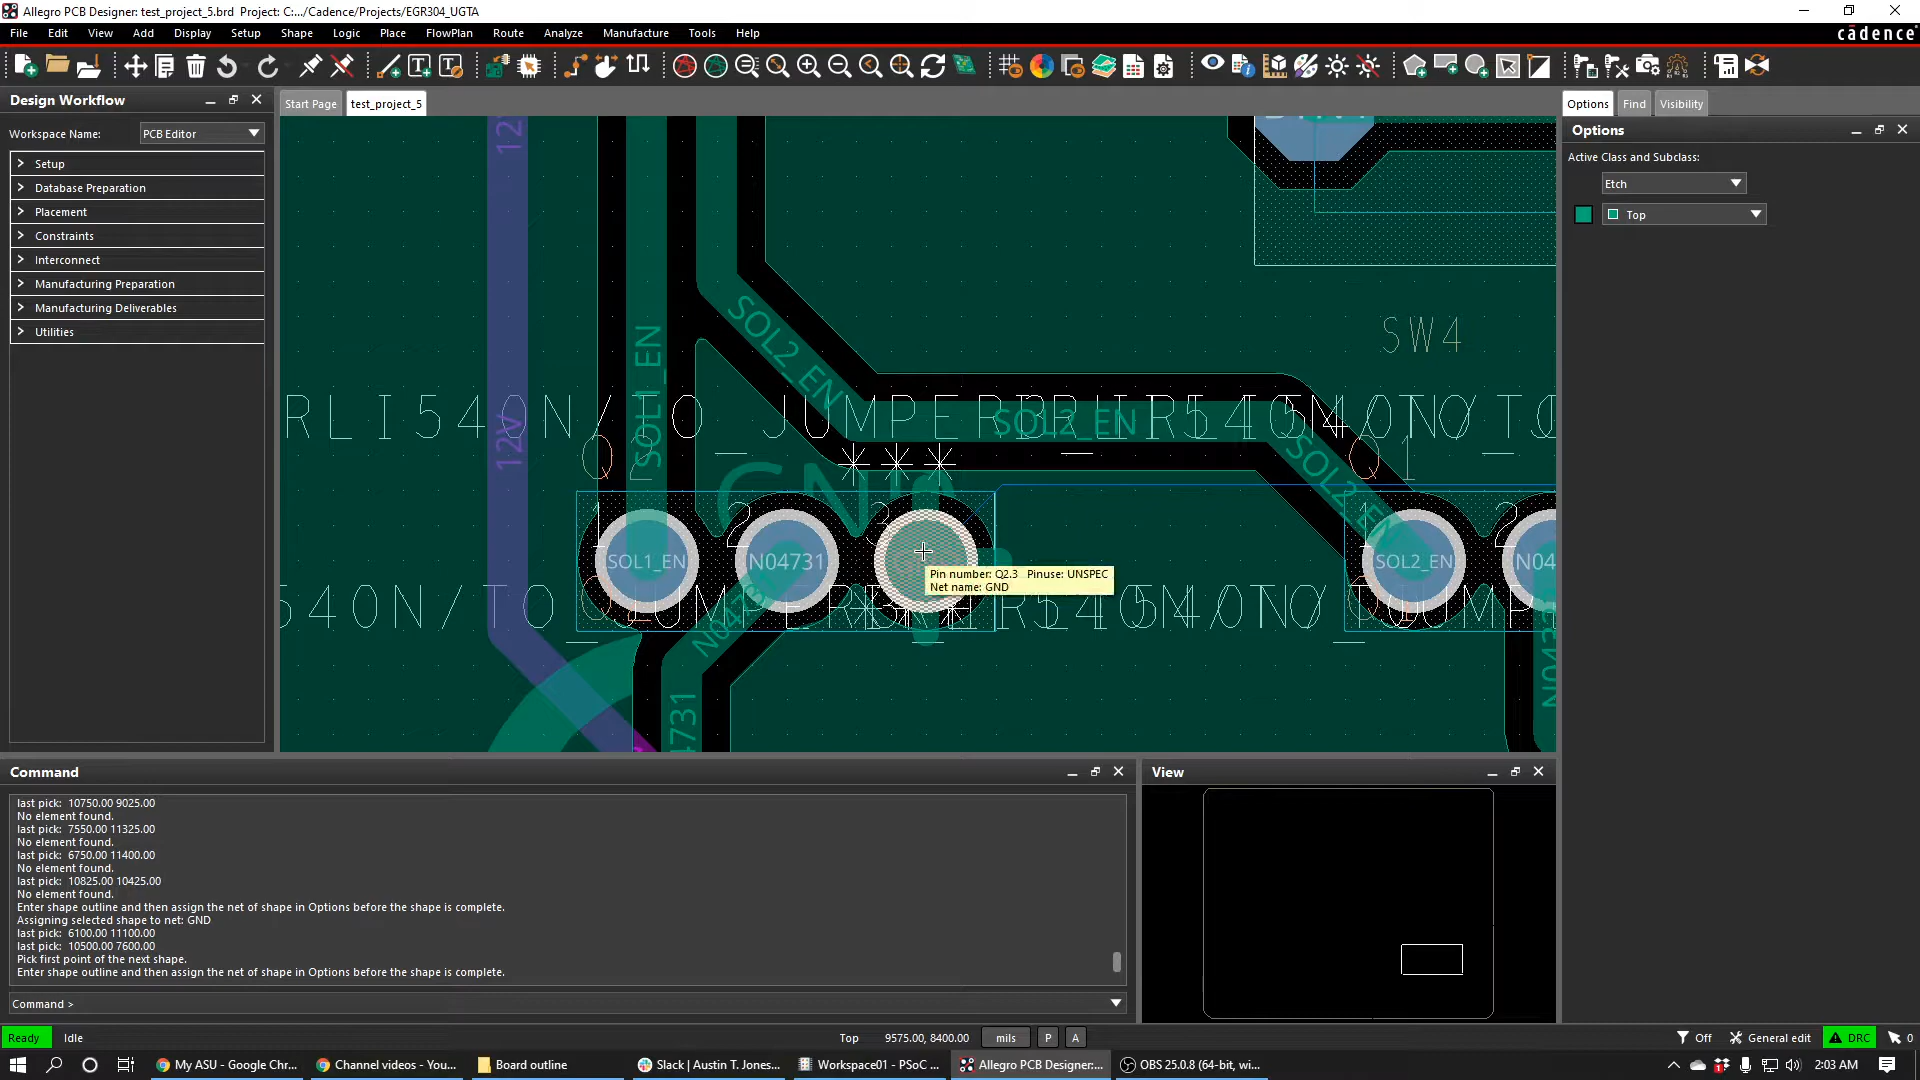 Allegro PCB Designer: test_project_5.brd  Project: C:.../Cadence/Projects/EGR304_UGTA
File Edit View Add Display Setup Shape Logic Place FlowPlan Route Analyze Manufacture Tools Help
cādence
Design Workflow
Start Page test_project_5
Options Find Visibility
Workspace Name: PCB Editor
Setup
Database Preparation
Placement
Constraints
Interconnect
Manufacturing Preparation
Manufacturing Deliverables
Utilities
Options
Active Class and Subclass:
Etch
Top
12V
SOL1_EN
SOL2_EN
SOL2_EN
SOL2_EN
SW4
GND
1 2 3
SOL1_EN
N04731
SOL2_EN
N04731
Pin number: Q2.3   Pinuse: UNSPEC
Net name: GND
Command
last pick:  10750.00 9025.00
No element found.
last pick:  7550.00 11325.00
No element found.
last pick:  6750.00 11400.00
No element found.
last pick:  10825.00 10425.00
No element found.
Enter shape outline and then assign the net of shape in Options before the shape is complete.
Assigning selected shape to net: GND
last pick:  6100.00 11100.00
last pick:  10500.00 7600.00
Pick first point of the next shape.
Enter shape outline and then assign the net of shape in Options before the shape is complete.
Command >
View
Ready Idle Top 9575.00, 8400.00 mils P A Off General edit DRC 0
My ASU - Google Chr... Channel videos - You... Board outline Slack | Austin T. Jones... Workspace01 - PSoC ... Allegro PCB Designer:... OBS 25.0.8 (64-bit, wi... 2:03 AM